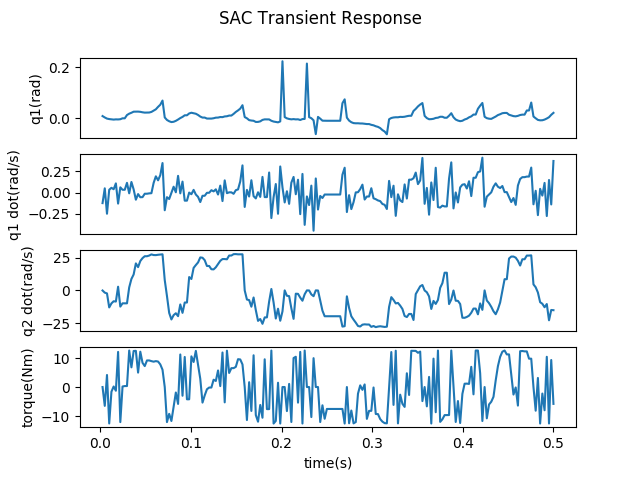 SAC Transient Response
q1(rad)
0.2
0.0
q1 dot(rad/s)
0.25
0.00
−0.25
q2 dot(rad/s)
25
0
−25
torque(Nm)
10
0
−10
0.0 0.1 0.2 0.3 0.4 0.5
time(s)